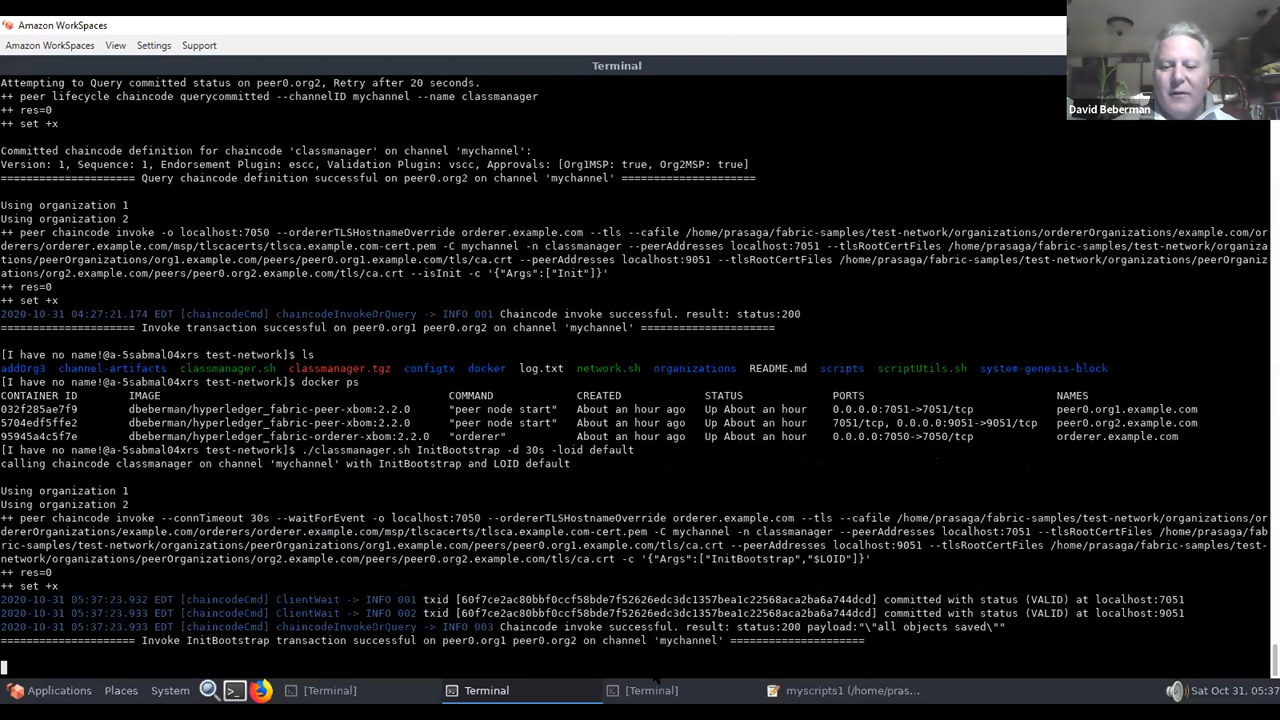 Amazon WorkSpaces
Amazon WorkSpaces View Settings Support
Terminal
David Beberman
Attempting to Query committed status on peer0.org2, Retry after 20 seconds.
++ peer lifecycle chaincode querycommitted --channelID mychannel --name classmanager
++ res=0
++ set +x
Committed chaincode definition for chaincode 'classmanager' on channel 'mychannel':
Version: 1, Sequence: 1, Endorsement Plugin: escc, Validation Plugin: vscc, Approvals: [Org1MSP: true, Org2MSP: true]
===================== Query chaincode definition successful on peer0.org2 on channel 'mychannel' =====================
Using organization 1
Using organization 2
++ peer chaincode invoke -o localhost:7050 --ordererTLSHostnameOverride orderer.example.com --tls --cafile /home/prasaga/fabric-samples/test-network/organizations/ordererOrganizations/example.com/or
derers/orderer.example.com/msp/tlscacerts/tlsca.example.com-cert.pem -C mychannel -n classmanager --peerAddresses localhost:7051 --tlsRootCertFiles /home/prasaga/fabric-samples/test-network/organiza
tions/peerOrganizations/org1.example.com/peers/peer0.org1.example.com/tls/ca.crt --peerAddresses localhost:9051 --tlsRootCertFiles /home/prasaga/fabric-samples/test-network/organizations/peerOrganiz
ations/org2.example.com/peers/peer0.org2.example.com/tls/ca.crt --isInit -c '{"Args":["Init"]}'
++ res=0
++ set +x
2020-10-31 04:27:21.174 EDT [chaincodeCmd] chaincodeInvokeOrQuery -> INFO 001 Chaincode invoke successful. result: status:200
===================== Invoke transaction successful on peer0.org1 peer0.org2 on channel 'mychannel' =====================
[I have no name!@a-5sabmal04xrs test-network]$ ls
addOrg3 channel-artifacts classmanager.sh classmanager.tgz configtx docker log.txt network.sh organizations README.md scripts scriptUtils.sh system-genesis-block
[I have no name!@a-5sabmal04xrs test-network]$ docker ps
CONTAINER ID IMAGE COMMAND CREATED STATUS PORTS NAMES
032f285ae7f9 dbeberman/hyperledger_fabric-peer-xbom:2.2.0 "peer node start" About an hour ago Up About an hour 0.0.0.0:7051->7051/tcp peer0.org1.example.com
5704edf5ffe2 dbeberman/hyperledger_fabric-peer-xbom:2.2.0 "peer node start" About an hour ago Up About an hour 7051/tcp, 0.0.0.0:9051->9051/tcp peer0.org2.example.com
95945a4c5f7e dbeberman/hyperledger_fabric-orderer-xbom:2.2.0 "orderer" About an hour ago Up About an hour 0.0.0.0:7050->7050/tcp orderer.example.com
[I have no name!@a-5sabmal04xrs test-network]$ ./classmanager.sh InitBootstrap -d 30s -loid default
calling chaincode classmanager on channel 'mychannel' with InitBootstrap and LOID default
Using organization 1
Using organization 2
++ peer chaincode invoke --connTimeout 30s --waitForEvent -o localhost:7050 --ordererTLSHostnameOverride orderer.example.com --tls --cafile /home/prasaga/fabric-samples/test-network/organizations/or
dererOrganizations/example.com/orderers/orderer.example.com/msp/tlscacerts/tlsca.example.com-cert.pem -C mychannel -n classmanager --peerAddresses localhost:7051 --tlsRootCertFiles /home/prasaga/fab
ric-samples/test-network/organizations/peerOrganizations/org1.example.com/peers/peer0.org1.example.com/tls/ca.crt --peerAddresses localhost:9051 --tlsRootCertFiles /home/prasaga/fabric-samples/test-
network/organizations/peerOrganizations/org2.example.com/peers/peer0.org2.example.com/tls/ca.crt -c '{"Args":["InitBootstrap","$LOID"]}'
++ res=0
++ set +x
2020-10-31 05:37:23.932 EDT [chaincodeCmd] ClientWait -> INFO 001 txid [60f7ce2ac80bbf0ccf58bde7f52626edc3dc1357bea1c22568aca2ba6a744dcd] committed with status (VALID) at localhost:7051
2020-10-31 05:37:23.933 EDT [chaincodeCmd] ClientWait -> INFO 002 txid [60f7ce2ac80bbf0ccf58bde7f52626edc3dc1357bea1c22568aca2ba6a744dcd] committed with status (VALID) at localhost:9051
2020-10-31 05:37:23.933 EDT [chaincodeCmd] chaincodeInvokeOrQuery -> INFO 003 Chaincode invoke successful. result: status:200 payload:"\"all objects saved\""
===================== Invoke InitBootstrap transaction successful on peer0.org1 peer0.org2 on channel 'mychannel' =====================
Applications Places System [Terminal] Terminal [Terminal] myscripts1 (/home/pras... Sat Oct 31, 05:37